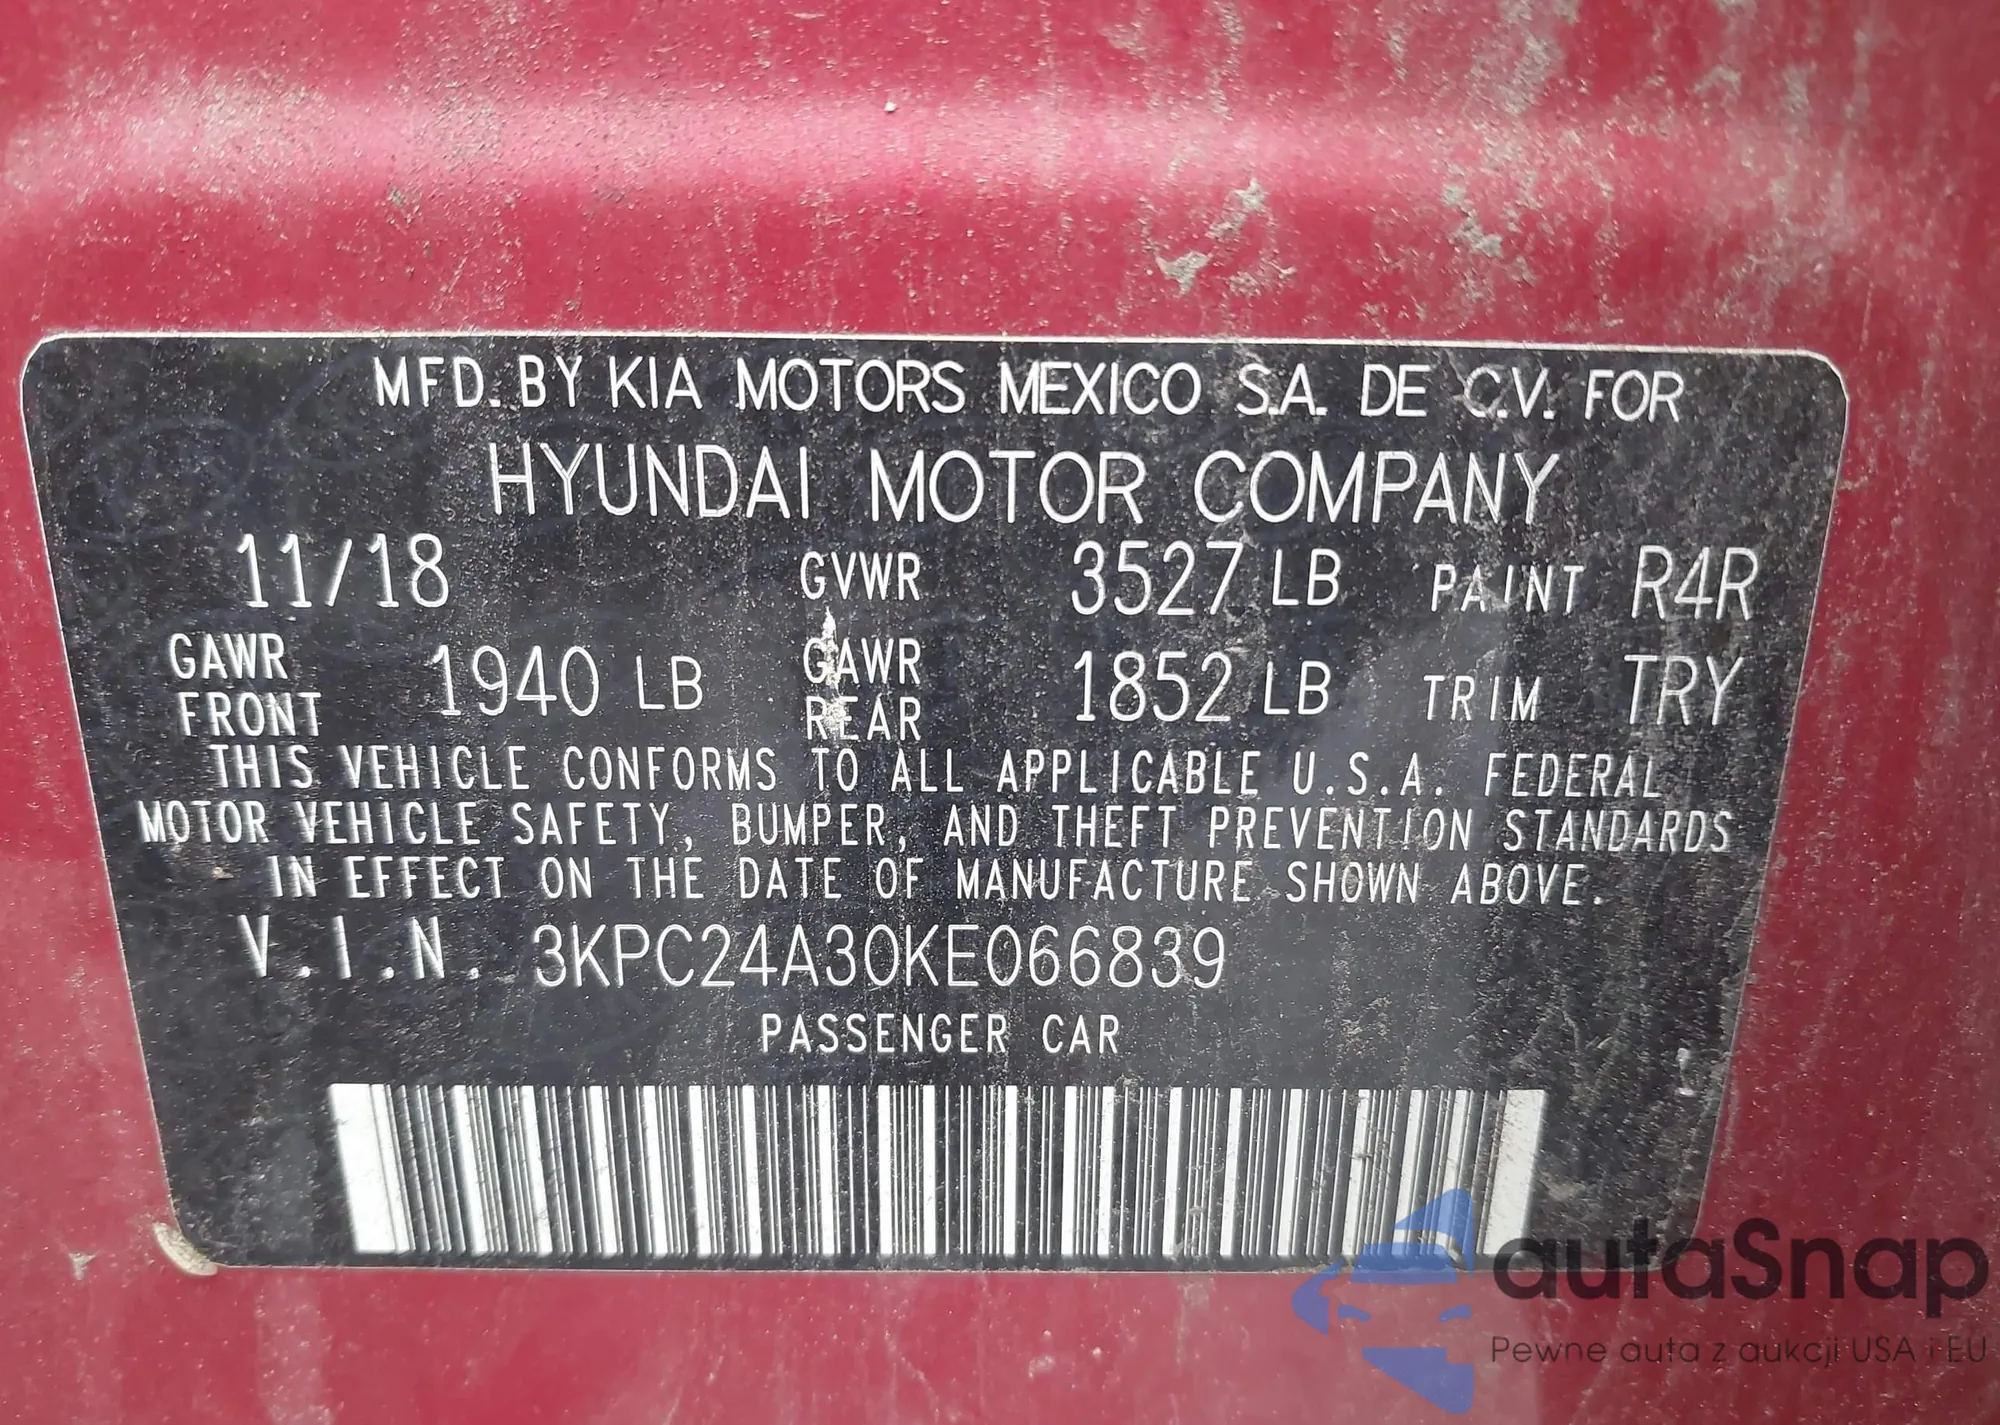 MFD. BY KIA MOTORS MEXICO S.A. DE C.V. FOR
HYUNDAI MOTOR COMPANY
11/18 GVWR 3527 LB PAINT R4R
GAWR FRONT 1940 LB GAWR REAR 1852 LB TRIM TRY
THIS VEHICLE CONFORMS TO ALL APPLICABLE U.S.A. FEDERAL
MOTOR VEHICLE SAFETY, BUMPER, AND THEFT PREVENTION STANDARDS
IN EFFECT ON THE DATE OF MANUFACTURE SHOWN ABOVE.
V.I.N. 3KPC24A30KE066839
PASSENGER CAR
autaSnap
Pewne auta z aukcji USA i EU